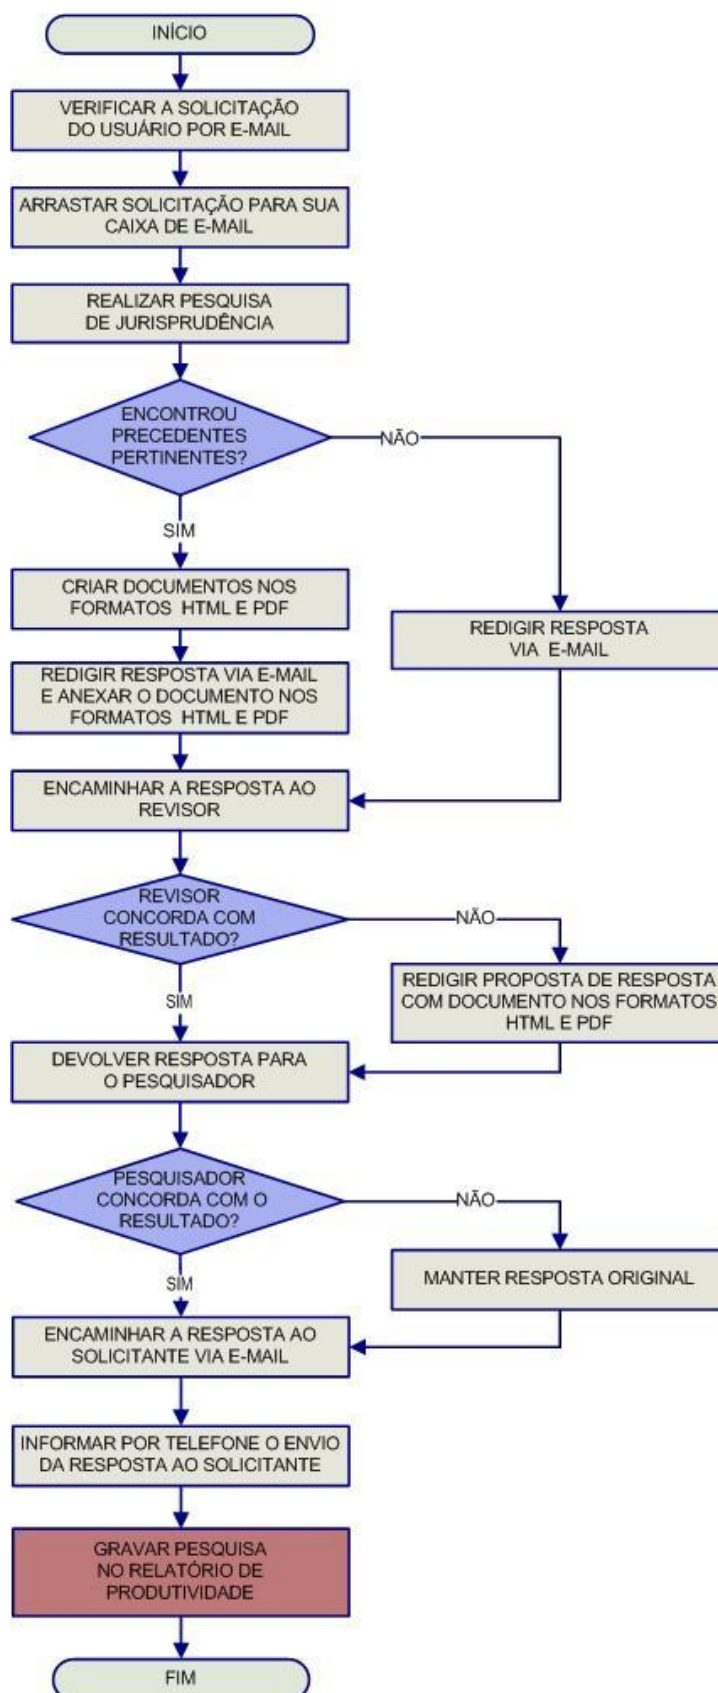 INÍCIO
VERIFICAR A SOLICITAÇÃO
DO USUÁRIO POR E-MAIL
ARRASTAR SOLICITAÇÃO PARA SUA
CAIXA DE E-MAIL
REALIZAR PESQUISA
DE JURISPRUDÊNCIA
ENCONTROU
PRECEDENTES
PERTINENTES?
NÃO
SIM
CRIAR DOCUMENTOS NOS
FORMATOS HTML E PDF
REDIGIR RESPOSTA
VIA E-MAIL
REDIGIR RESPOSTA VIA E-MAIL
E ANEXAR O DOCUMENTO NOS
FORMATOS HTML E PDF
ENCAMINHAR A RESPOSTA AO
REVISOR
REVISOR
CONCORDA COM
RESULTADO?
NÃO
SIM
REDIGIR PROPOSTA DE RESPOSTA
COM DOCUMENTO NOS FORMATOS
HTML E PDF
DEVOLVER RESPOSTA PARA
O PESQUISADOR
PESQUISADOR
CONCORDA COM O
RESULTADO?
NÃO
SIM
MANTER RESPOSTA ORIGINAL
ENCAMINHAR A RESPOSTA AO
SOLICITANTE VIA E-MAIL
INFORMAR POR TELEFONE O ENVIO
DA RESPOSTA AO SOLICITANTE
GRAVAR PESQUISA
NO RELATÓRIO DE
PRODUTIVIDADE
FIM